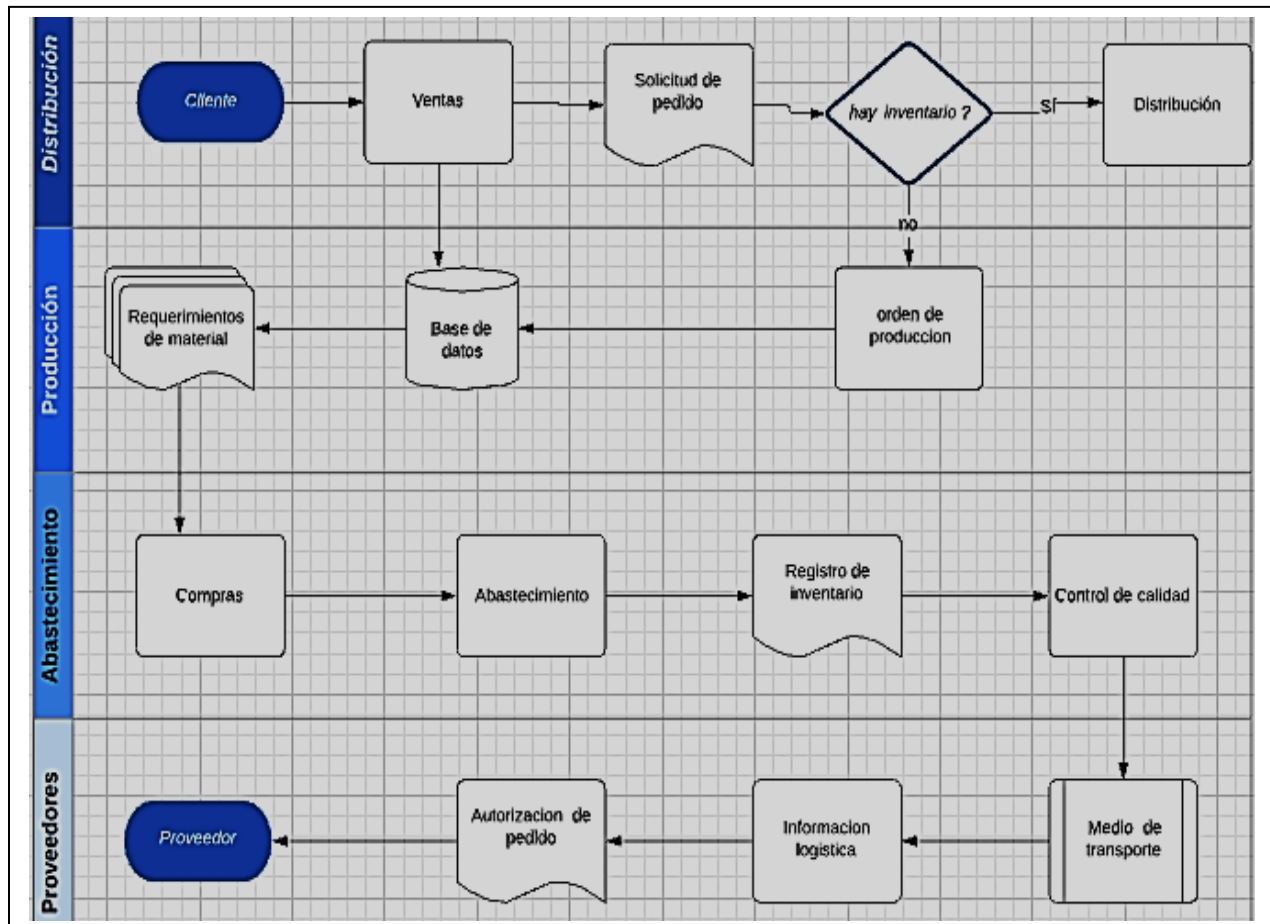 Distribución
Cliente
Ventas
Solicitud de
pedido
hay inventario ?
Sí
Distribución
no
Producción
Requerimientos
de material
Base de
datos
orden de
produccion
Abastecimiento
Compras
Abastecimiento
Registro de
inventario
Control de calidad
Proveedores
Proveedor
Autorizacion de
pedido
Informacion
logistica
Medio de
transporte